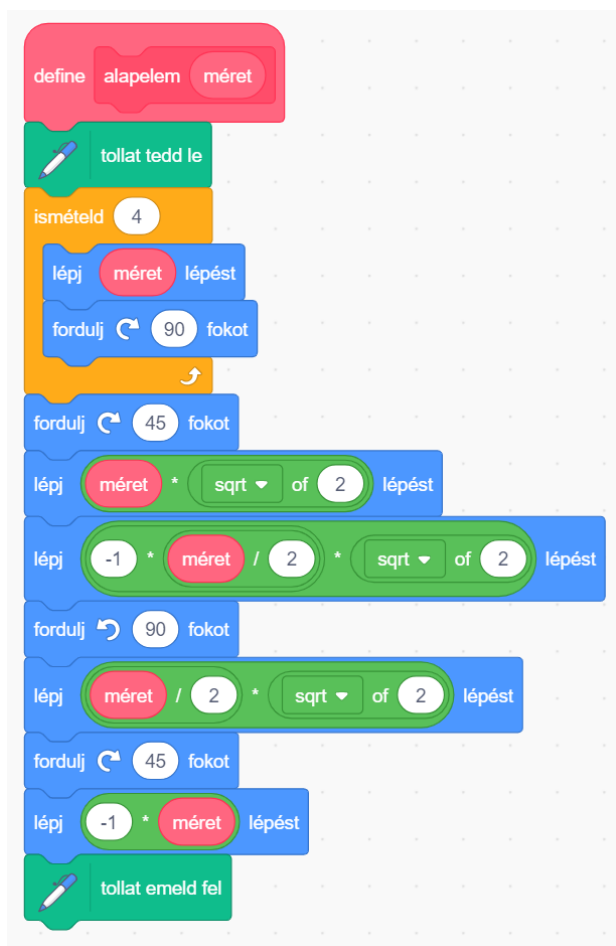 define alapelem méret
tollat tedd le
ismételd 4
lépj méret lépést
fordulj 90 fokot
fordulj 45 fokot
lépj méret * sqrt of 2 lépést
lépj -1 * méret / 2 * sqrt of 2 lépést
fordulj 90 fokot
lépj méret / 2 * sqrt of 2 lépést
fordulj 45 fokot
lépj -1 * méret lépést
tollat emeld fel